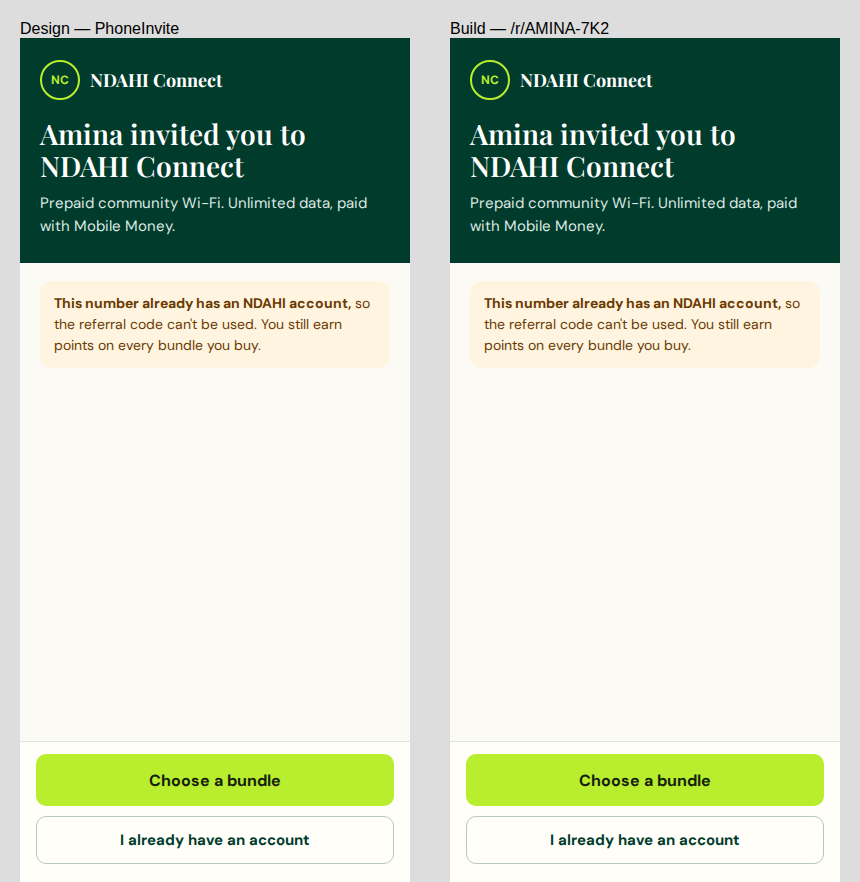 Design — PhoneInvite
NC
NDAHI Connect
Amina invited you to
NDAHI Connect
Prepaid community Wi-Fi. Unlimited data, paid
with Mobile Money.
This number already has an NDAHI account, so
the referral code can't be used. You still earn
points on every bundle you buy.
Choose a bundle
I already have an account
Build — /r/AMINA-7K2
NC
NDAHI Connect
Amina invited you to
NDAHI Connect
Prepaid community Wi-Fi. Unlimited data, paid
with Mobile Money.
This number already has an NDAHI account, so
the referral code can't be used. You still earn
points on every bundle you buy.
Choose a bundle
I already have an account